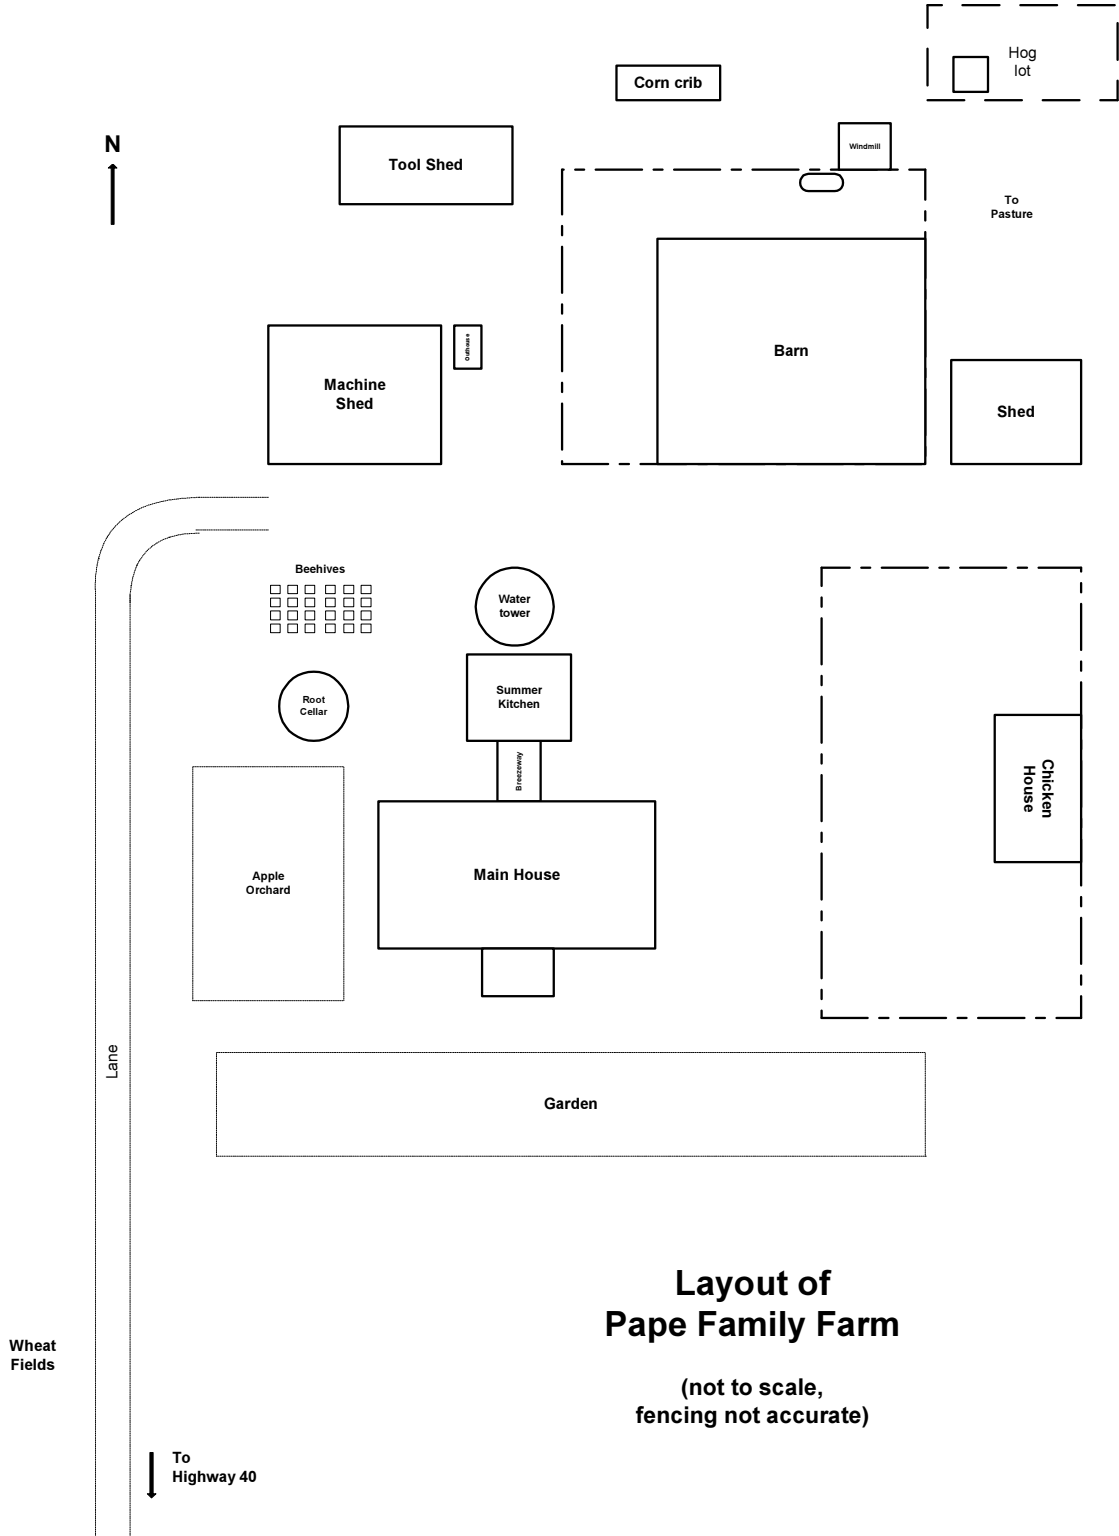 Hog
lot
Corn crib
N
Windmill
Tool Shed
To
Pasture
Outhouse
Barn
Machine
Shed
Shed
Beehives
Water
tower
Root
Cellar
Summer
Kitchen
Breezeway
Chicken
House
Apple
Orchard
Main House
Lane
Garden
Layout of
Pape Family Farm
Wheat
Fields
(not to scale,
fencing not accurate)
To
Highway 40